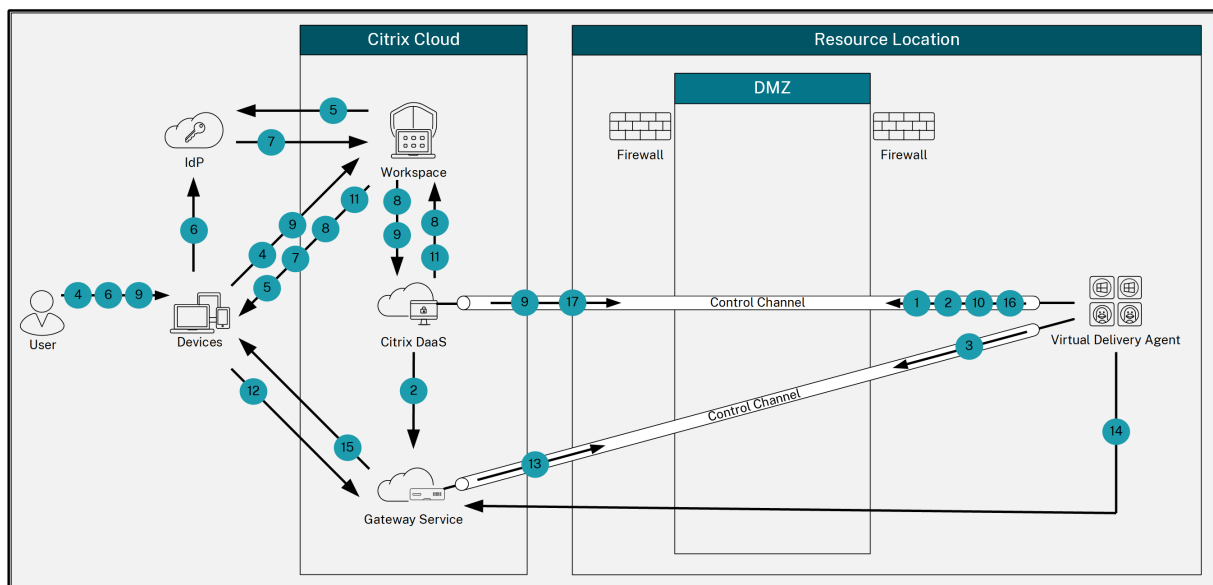 Citrix Cloud
Resource Location
DMZ
5
7
IdP
Workspace
Firewall
Firewall
6
11
8
9
8
7
4
5
8
9
8
11
4
6
9
User
Devices
Citrix DaaS
9
17
Control Channel
1
2
10
16
Virtual Delivery Agent
3
Control Channel
2
12
15
13
14
Gateway Service